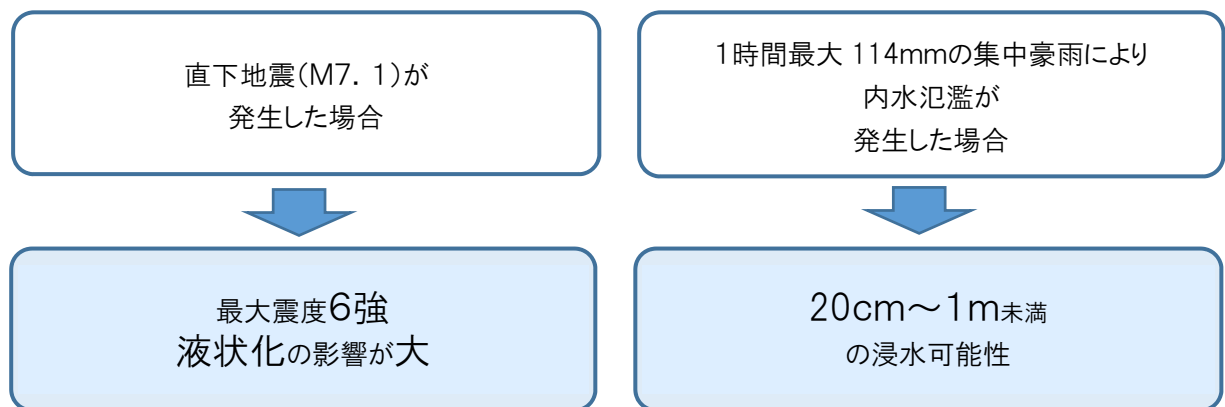 直下地震（M7．1）が
発生した場合
最大震度6強
液状化の影響が大
1時間最大 114mmの集中豪雨により
内水氾濫が
発生した場合
20cm～1m未満
の浸水可能性